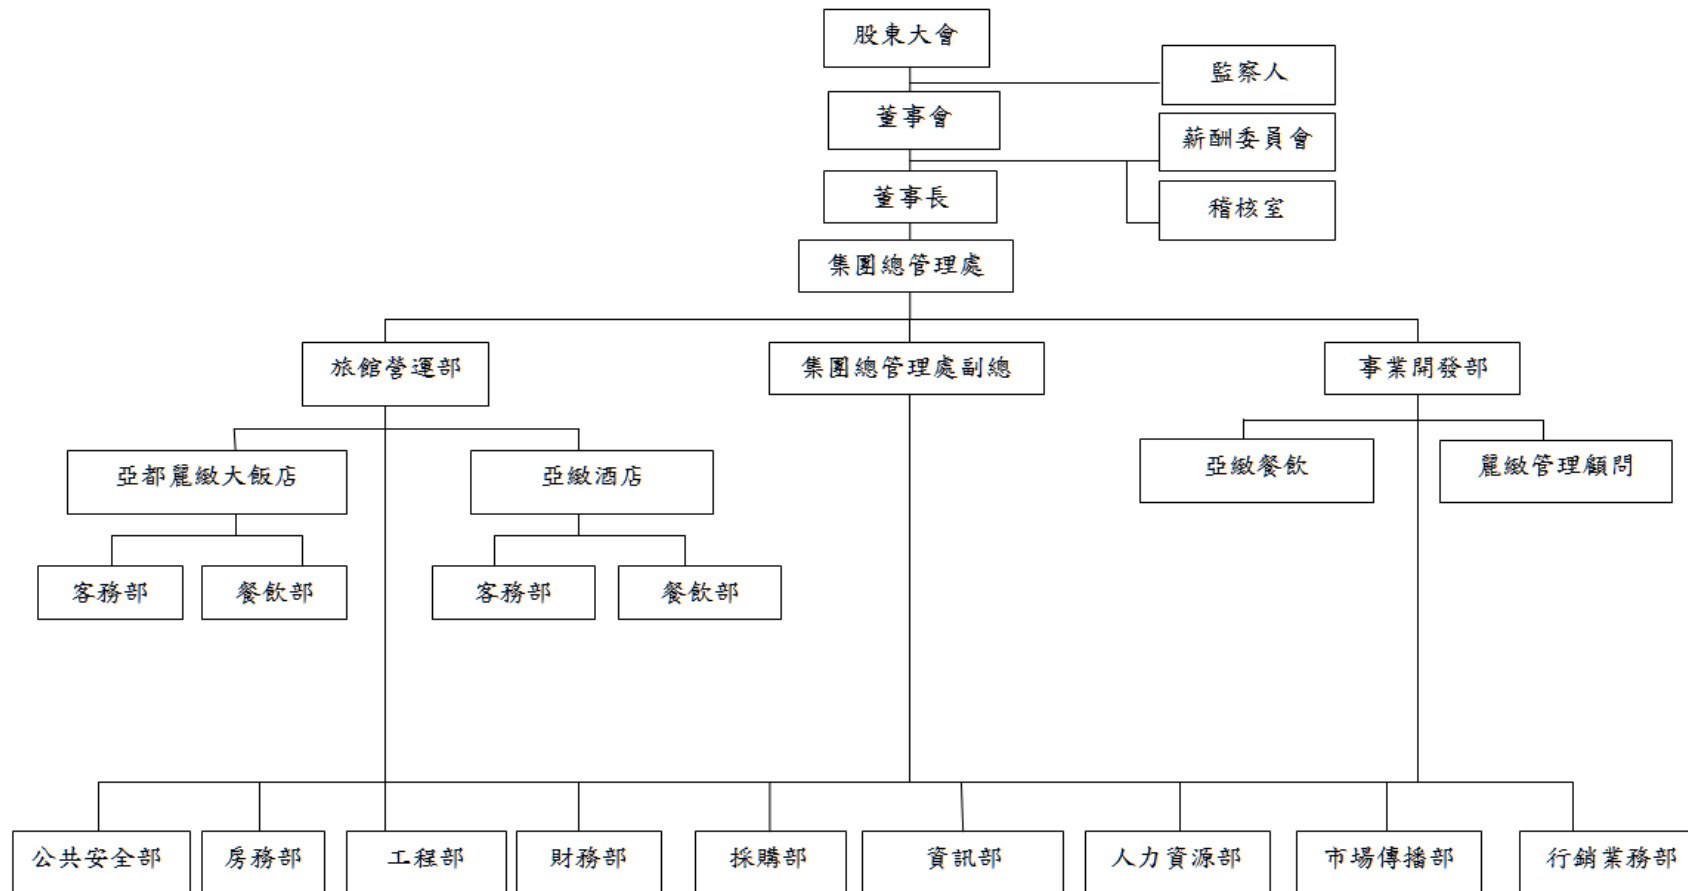 股東大會
監察人
董事會
薪酬委員會
董事長
稽核室
集團總管理處
旅館營運部
集團總管理處副總
事業開發部
亞都麗緻大飯店
亞緻酒店
亞緻餐飲
麗緻管理顧問
客務部
餐飲部
客務部
餐飲部
公共安全部
房務部
工程部
財務部
採購部
資訊部
人力資源部
市場傳播部
行銷業務部